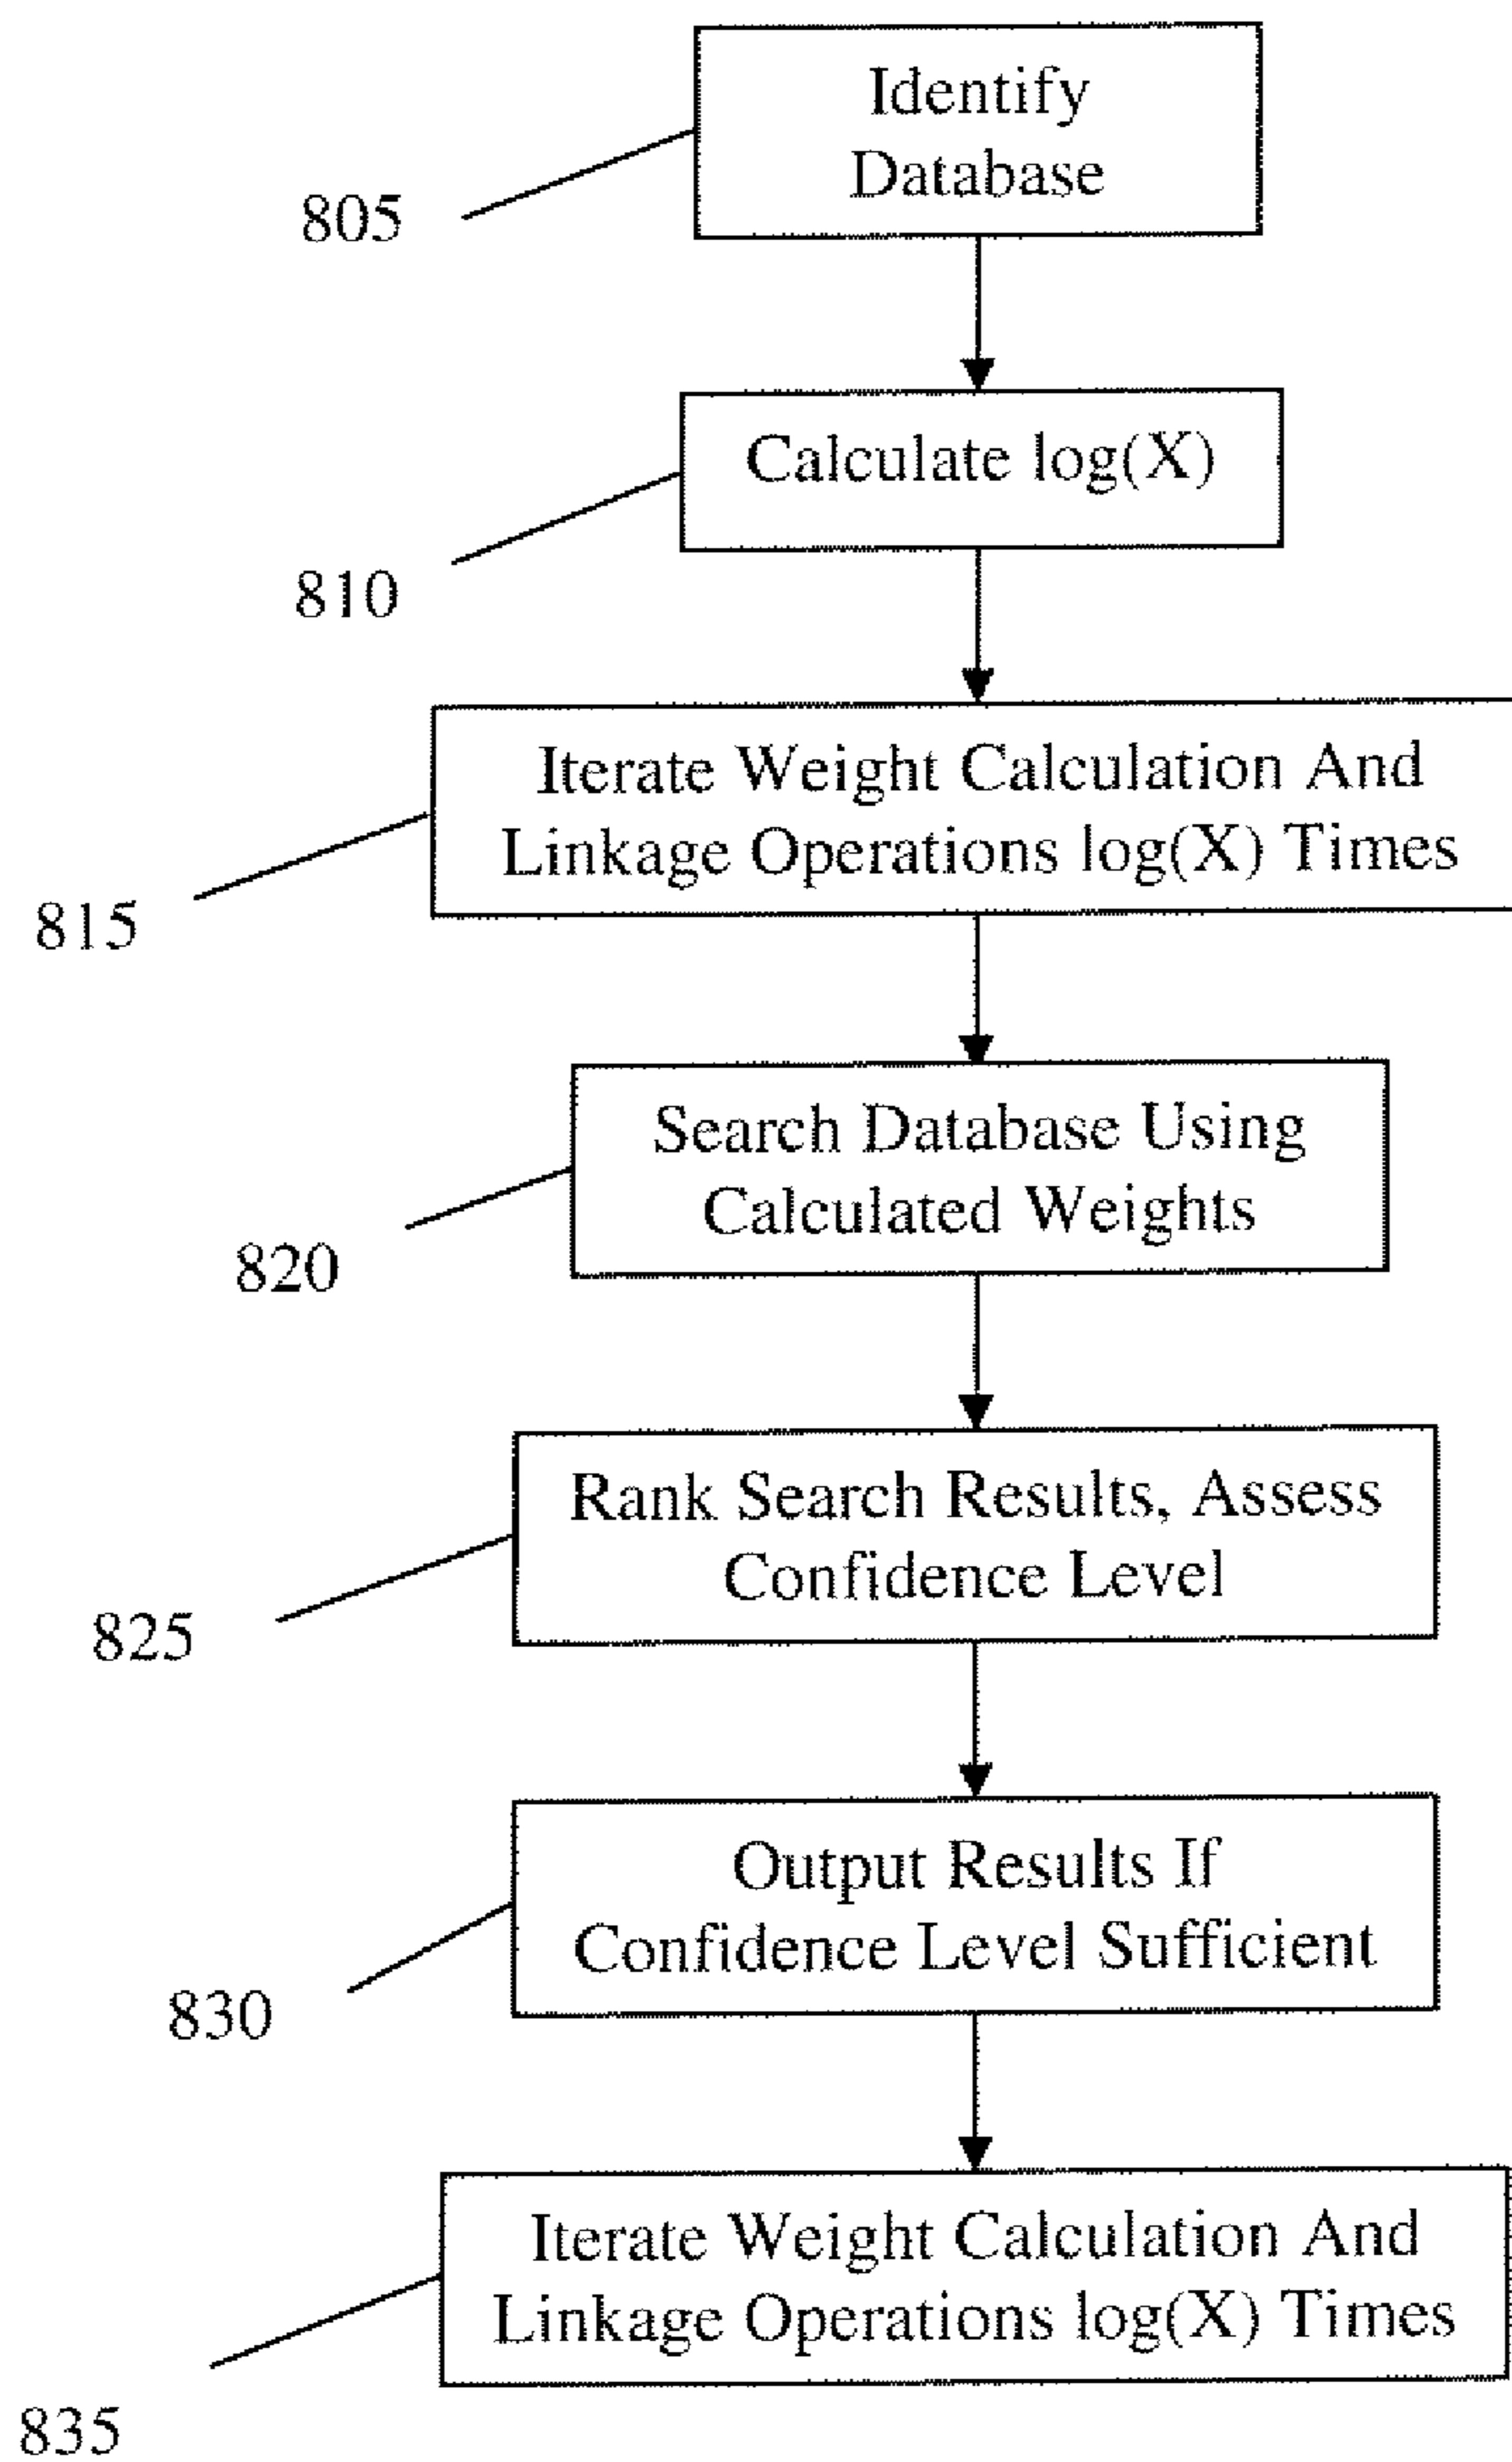 Identify
Database
805
Calculate log(X)
810
Iterate Weight Calculation And
Linkage Operations log(X) Times
815
Search Database Using
Calculated Weights
820
Rank Search Results, Assess
Confidence Level
825
Output Results If
Confidence Level Sufficient
830
Iterate Weight Calculation And
Linkage Operations log(X) Times
835